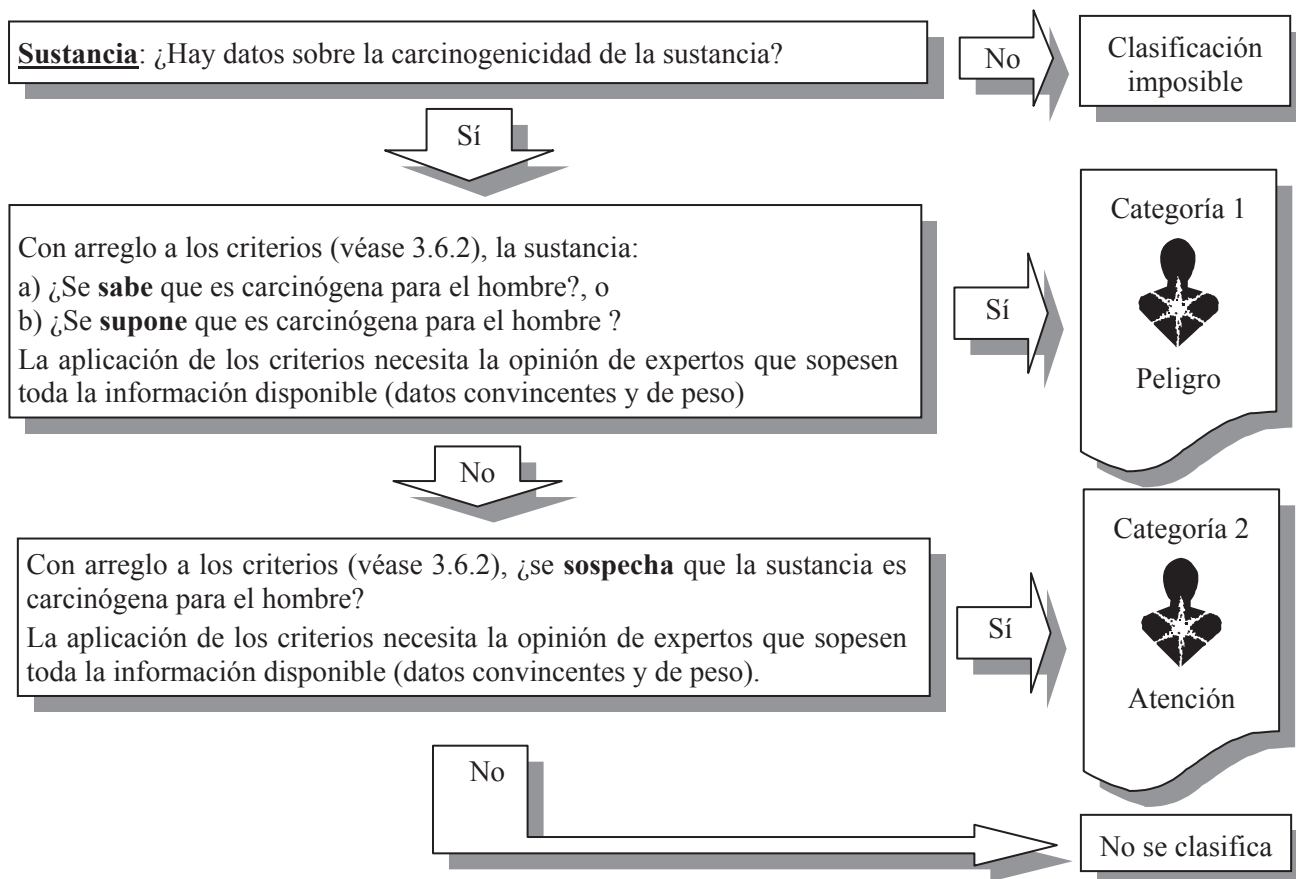 Sustancia: ¿Hay datos sobre la carcinogenicidad de la sustancia?
No
Clasificación
imposible
Sí
Con arreglo a los criterios (véase 3.6.2), la sustancia:
a) ¿Se sabe que es carcinógena para el hombre?, o
b) ¿Se supone que es carcinógena para el hombre ?
La aplicación de los criterios necesita la opinión de expertos que sopesen
toda la información disponible (datos convincentes y de peso)
Sí
Categoría 1
Peligro
No
Con arreglo a los criterios (véase 3.6.2), ¿se sospecha que la sustancia es
carcinógena para el hombre?
La aplicación de los criterios necesita la opinión de expertos que sopesen
toda la información disponible (datos convincentes y de peso).
Sí
Categoría 2
Atención
No
No se clasifica